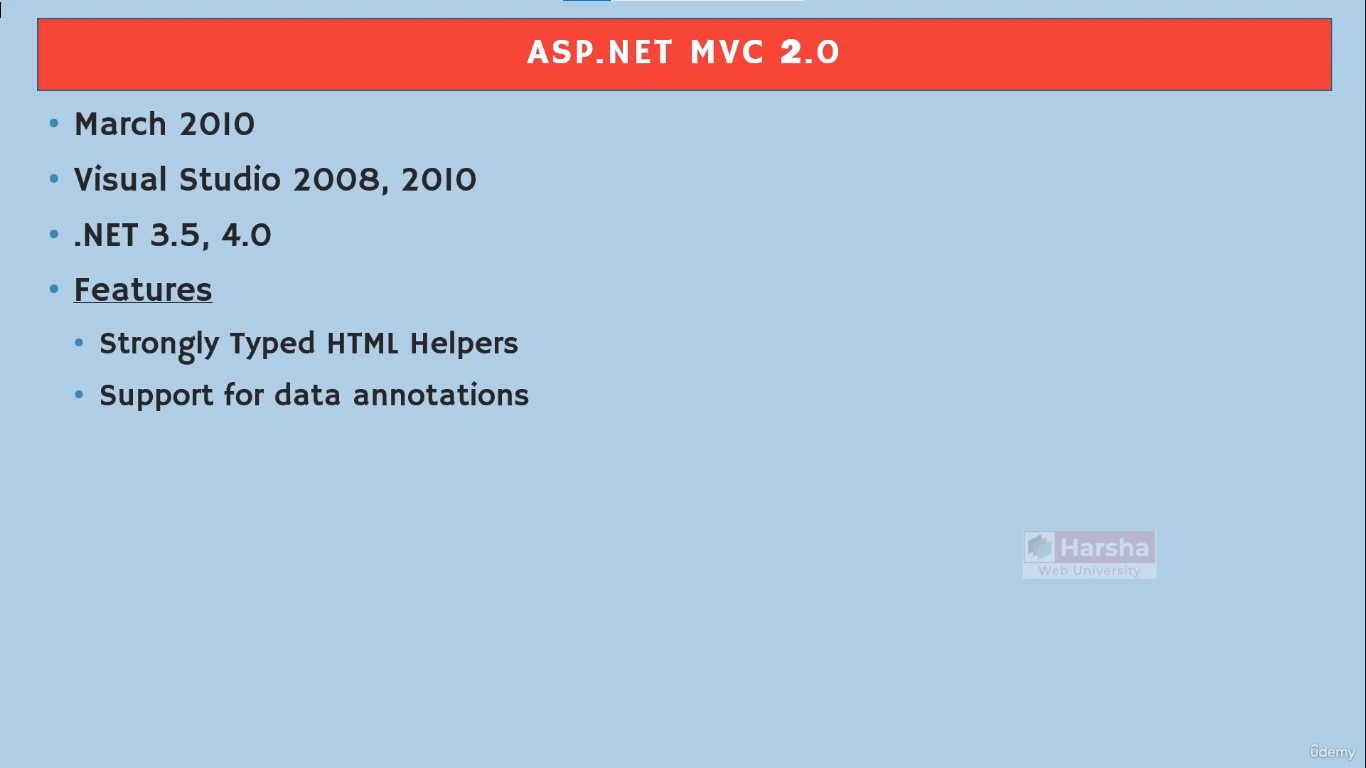 ASP.NET MVC 2.0
• March 2010
• Visual Studio 2008, 2010
• .NET 3.5, 4.0
• Features
• Strongly Typed HTML Helpers
• Support for data annotations
Harsha
Web University
ûdemy